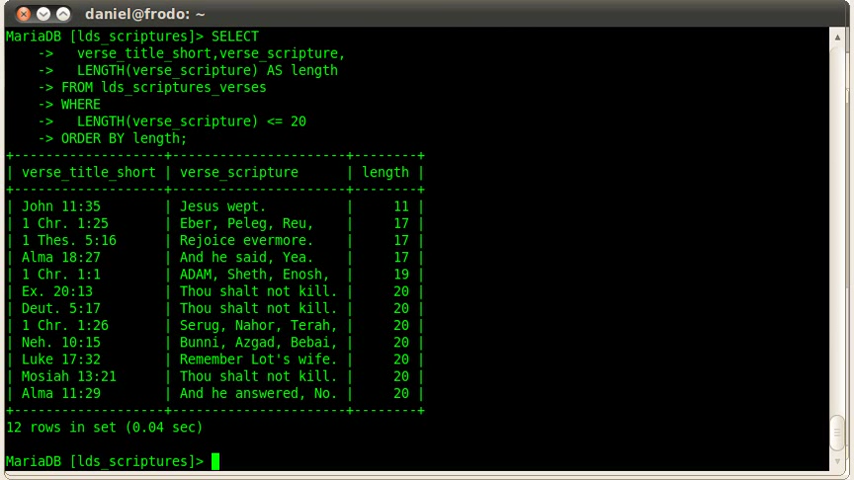 daniel@frodo: ~
MariaDB [lds_scriptures]> SELECT
    ->   verse_title_short,verse_scripture,
    ->   LENGTH(verse_scripture) AS length
    -> FROM lds_scriptures_verses
    -> WHERE
    ->   LENGTH(verse_scripture) <= 20
    -> ORDER BY length;
+-------------------+----------------------+--------+
| verse_title_short | verse_scripture      | length |
+-------------------+----------------------+--------+
| John 11:35        | Jesus wept.          |     11 |
| 1 Chr. 1:25       | Eber, Peleg, Reu,    |     17 |
| 1 Thes. 5:16      | Rejoice evermore.    |     17 |
| Alma 18:27        | And he said, Yea.    |     17 |
| 1 Chr. 1:1        | ADAM, Sheth, Enosh,  |     19 |
| Ex. 20:13         | Thou shalt not kill. |     20 |
| Deut. 5:17        | Thou shalt not kill. |     20 |
| 1 Chr. 1:26       | Serug, Nahor, Terah, |     20 |
| Neh. 10:15        | Bunni, Azgad, Bebai, |     20 |
| Luke 17:32        | Remember Lot's wife. |     20 |
| Mosiah 13:21      | Thou shalt not kill. |     20 |
| Alma 11:29        | And he answered, No. |     20 |
+-------------------+----------------------+--------+
12 rows in set (0.04 sec)
MariaDB [lds_scriptures]>